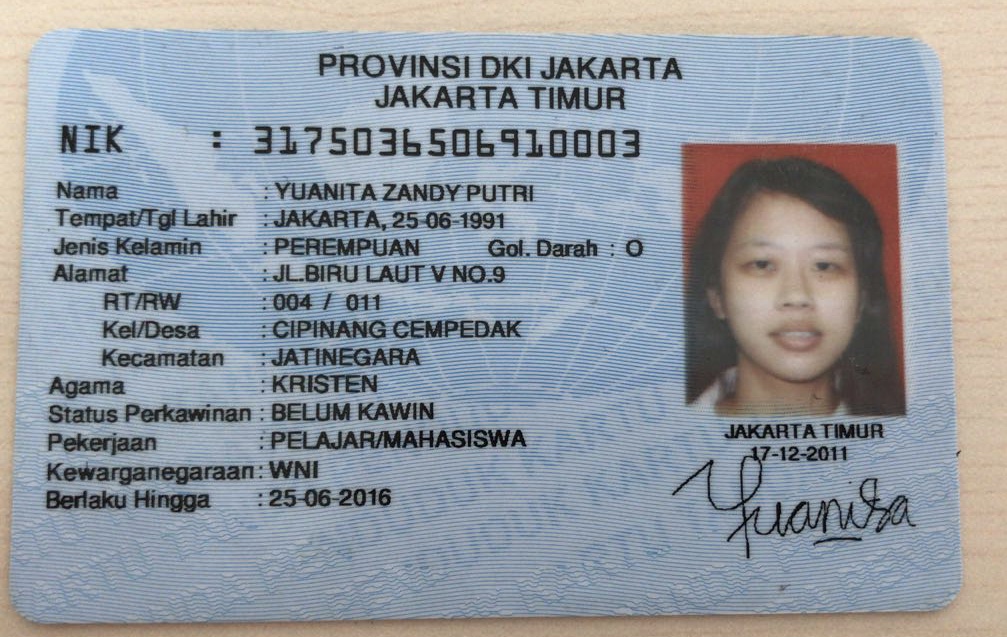 PROVINSI DKI JAKARTA
JAKARTA TIMUR
NIK : 3175036506910003
Nama : YUANITA ZANDY PUTRI
Tempat/Tgl Lahir : JAKARTA, 25-06-1991
Jenis Kelamin : PEREMPUAN Gol. Darah : O
Alamat : JL.BIRU LAUT V NO.9
RT/RW : 004 / 011
Kel/Desa : CIPINANG CEMPEDAK
Kecamatan : JATINEGARA
Agama : KRISTEN
Status Perkawinan : BELUM KAWIN
Pekerjaan : PELAJAR/MAHASISWA
Kewarganegaraan : WNI
Berlaku Hingga : 25-06-2016
JAKARTA TIMUR
17-12-2011